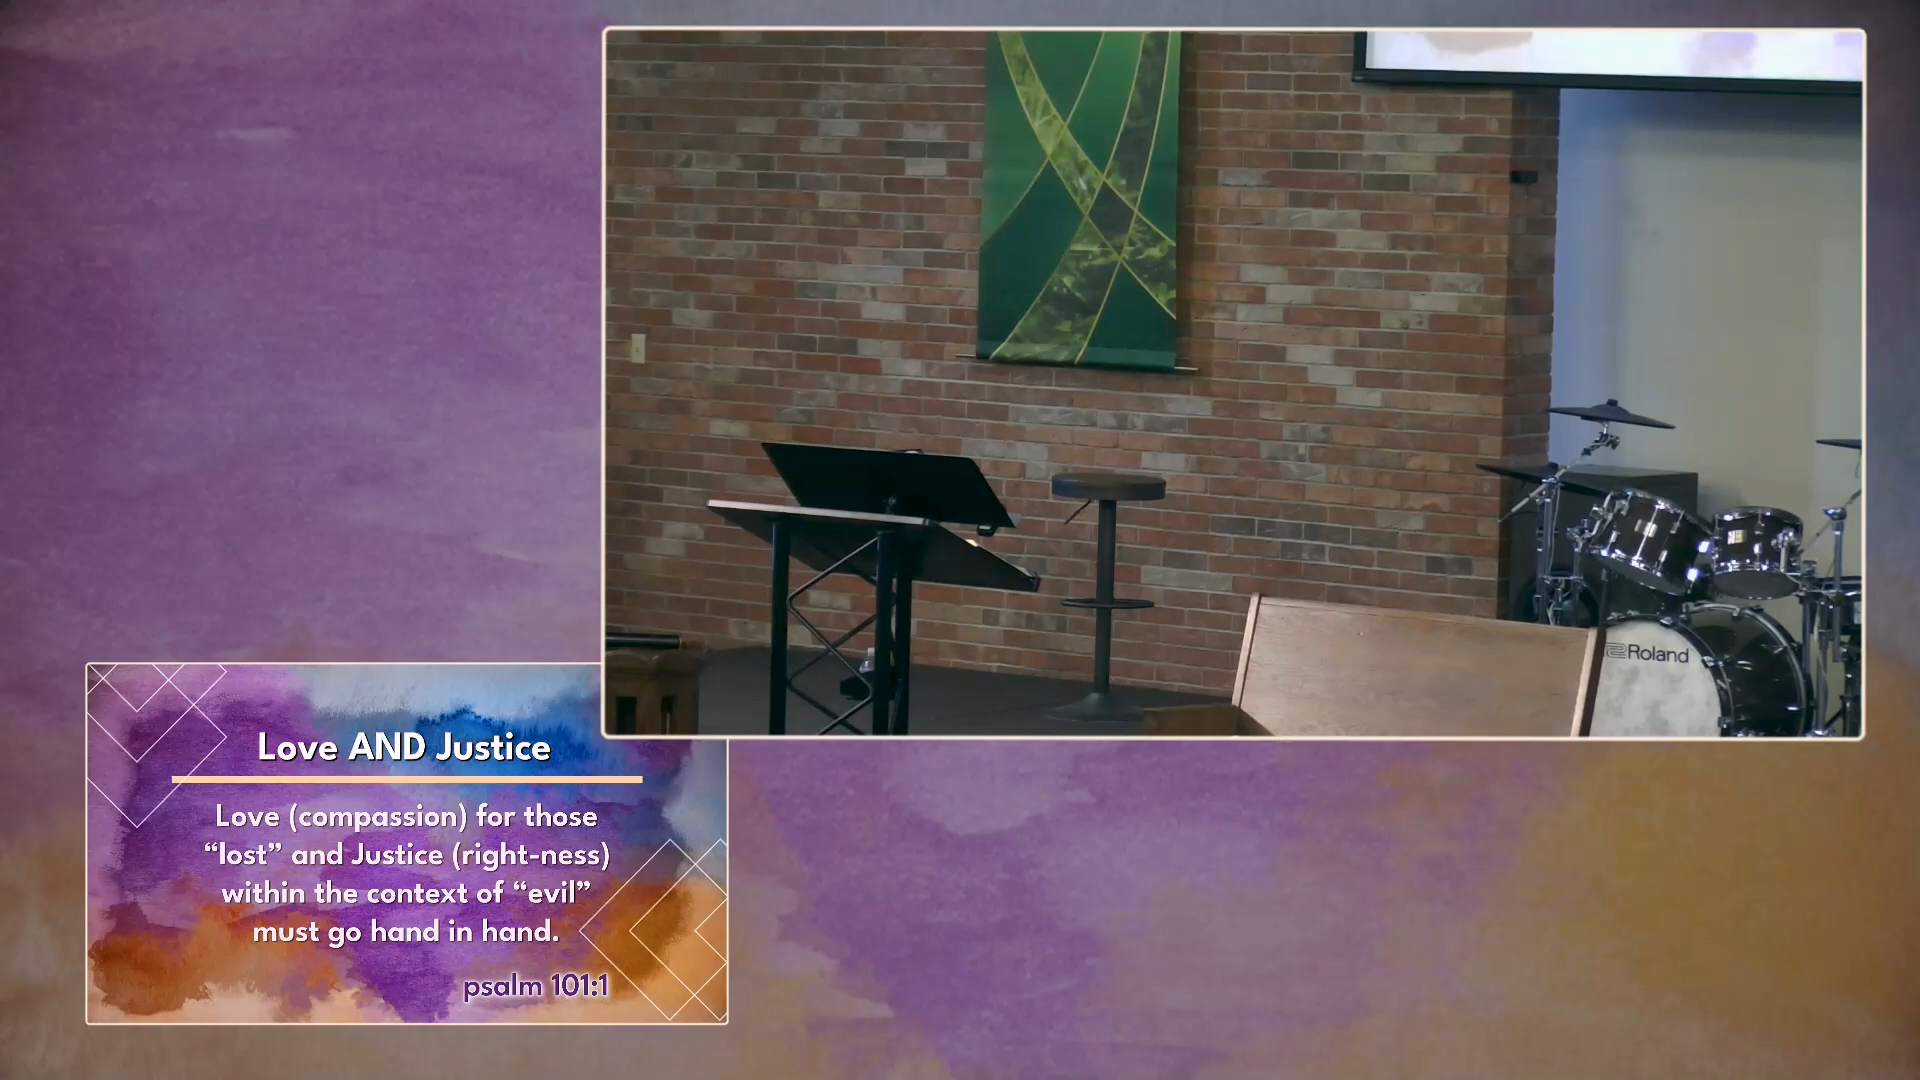 Love AND Justice
Love (compassion) for those
“lost” and Justice (right-ness)
within the context of “evil”
must go hand in hand.
psalm 101:1
Roland